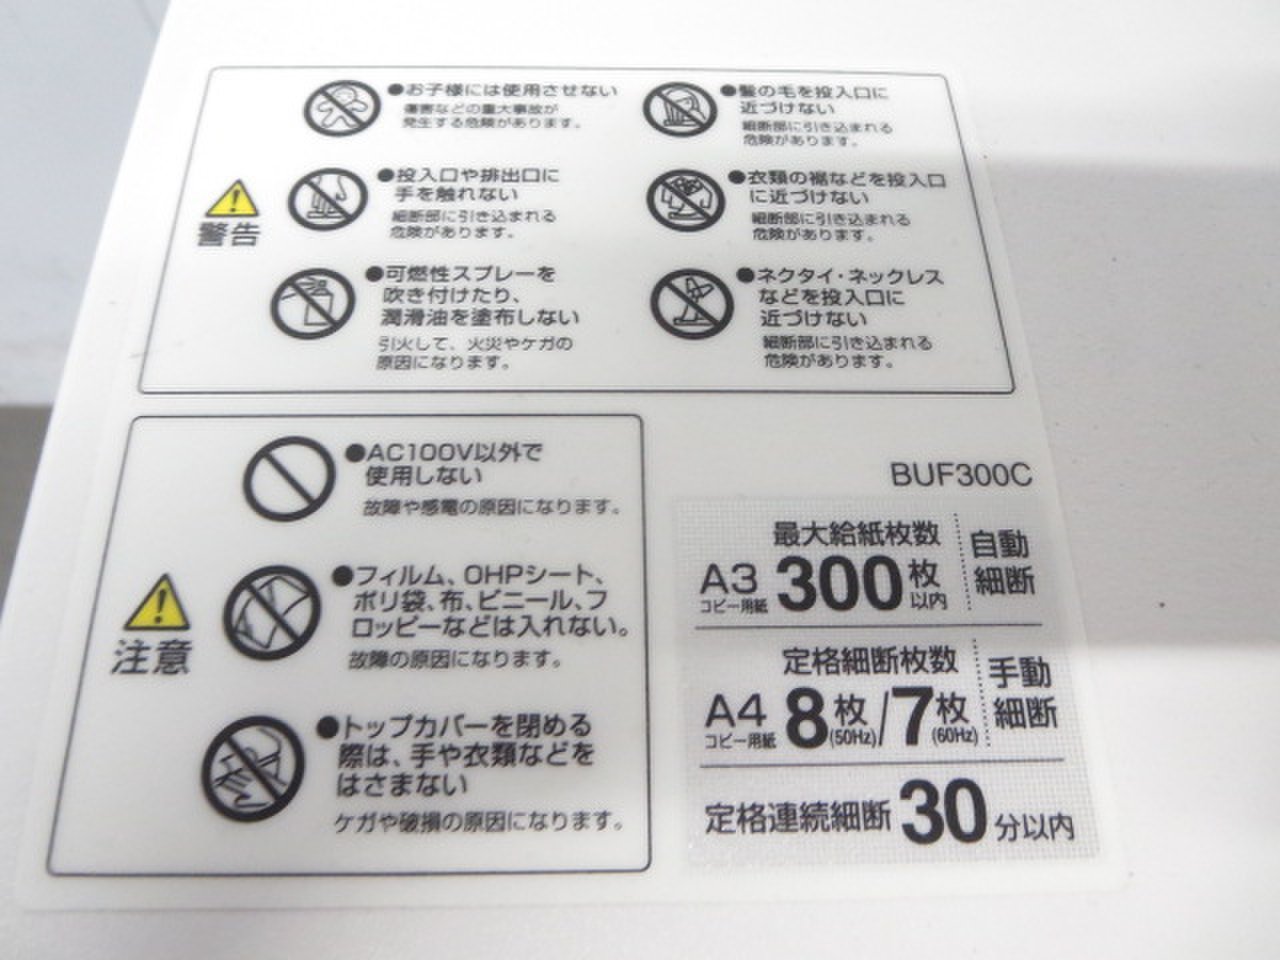 警告
●お子様には使用させない
傷害などの重大事故が
発生する危険があります。
●投入口や排出口に
手を触れない
細断部に引き込まれる
危険があります。
●可燃性スプレーを
吹き付けたり、
潤滑油を塗布しない
引火して、火災やケガの
原因になります。
●髪の毛を投入口に
近づけない
細断部に引き込まれる
危険があります。
●衣類の裾などを投入口
に近づけない
細断部に引き込まれる
危険があります。
●ネクタイ・ネックレス
などを投入口に
近づけない
細断部に引き込まれる
危険があります。
注意
●AC100V以外で
使用しない
故障や感電の原因になります。
●フィルム、OHPシート、
ポリ袋、布、ビニール、フ
ロッピーなどは入れない。
故障の原因になります。
●トップカバーを閉める
際は、手や衣類などを
はさまない
ケガや破損の原因になります。
BUF300C
最大給紙枚数
A3 コピー用紙 300枚以内
自動
細断
定格細断枚数
A4 コピー用紙 8枚(50Hz)/7枚(60Hz)
手動
細断
定格連続細断 30分以内